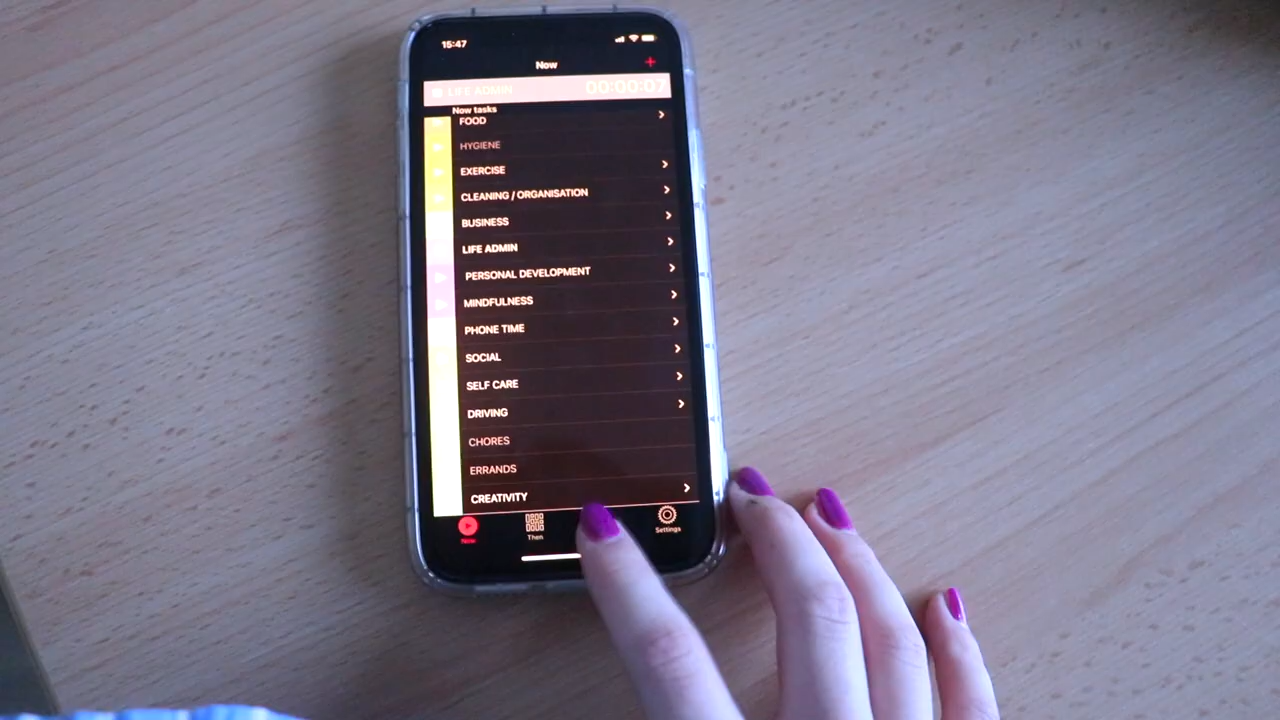 15:47
Now
LIFE ADMIN 00:00:07
Now tasks
FOOD
HYGIENE
EXERCISE
CLEANING / ORGANISATION
BUSINESS
LIFE ADMIN
PERSONAL DEVELOPMENT
MINDFULNESS
PHONE TIME
SOCIAL
SELF CARE
DRIVING
CHORES
ERRANDS
CREATIVITY
Now Then Settings